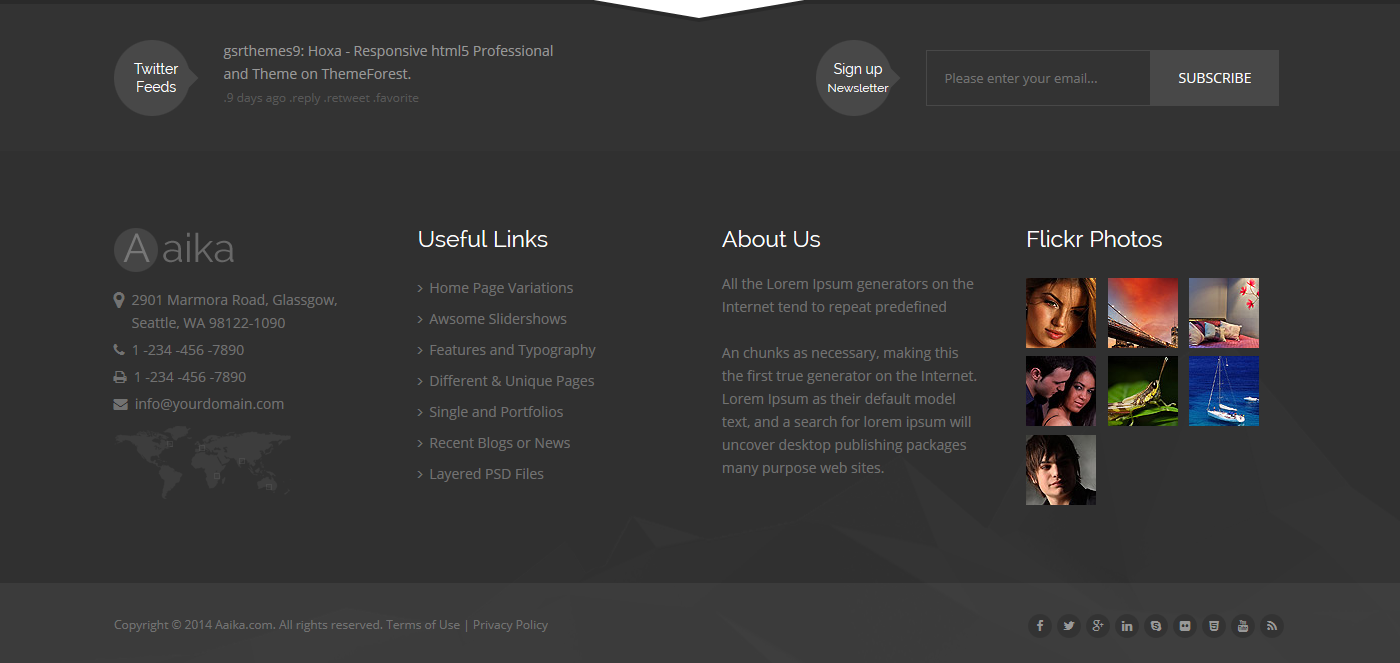 Twitter
Feeds
gsrthemes9: Hoxa - Responsive html5 Professional
and Theme on ThemeForest.
.9 days ago .reply .retweet .favorite
Sign up
Newsletter
Please enter your email...
SUBSCRIBE
Aaika
2901 Marmora Road, Glassgow,
Seattle, WA 98122-1090
1 -234 -456 -7890
1 -234 -456 -7890
info@yourdomain.com
Useful Links
Home Page Variations
Awsome Slidershows
Features and Typography
Different & Unique Pages
Single and Portfolios
Recent Blogs or News
Layered PSD Files
About Us
All the Lorem Ipsum generators on the
Internet tend to repeat predefined
An chunks as necessary, making this
the first true generator on the Internet.
Lorem Ipsum as their default model
text, and a search for lorem ipsum will
uncover desktop publishing packages
many purpose web sites.
Flickr Photos
Copyright © 2014 Aaika.com. All rights reserved. Terms of Use | Privacy Policy